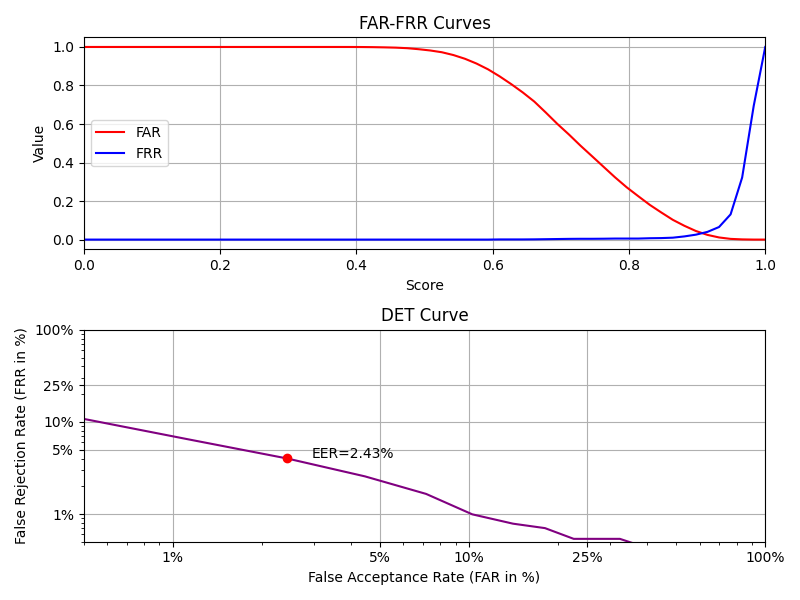 FAR-FRR Curves
1.0
0.8
0.6
0.4
0.2
0.0
Value
FAR
FRR
0.0 0.2 0.4 0.6 0.8 1.0
Score
DET Curve
100%
25%
10%
5%
1%
False Rejection Rate (FRR in %)
EER=2.43%
1% 5% 10% 25% 100%
False Acceptance Rate (FAR in %)